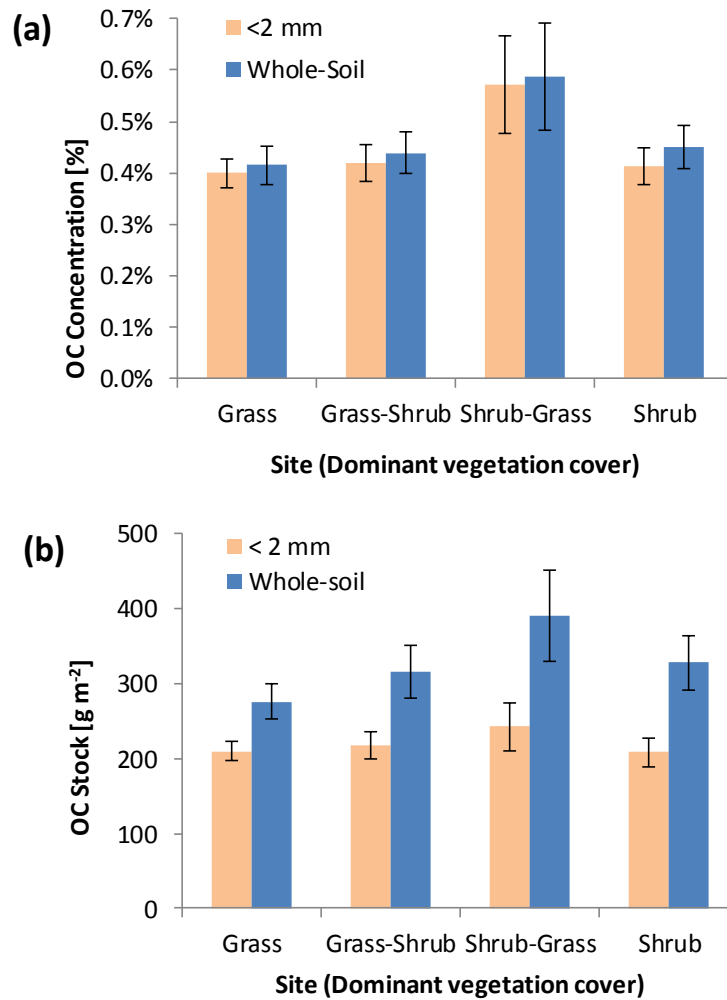 (a)
<2 mm
Whole-Soil
OC Concentration [%]
0.7%
0.6%
0.5%
0.4%
0.3%
0.2%
0.1%
0.0%
Grass Grass-Shrub Shrub-Grass Shrub
Site (Dominant vegetation cover)
(b)
< 2 mm
Whole-soil
OC Stock [g m⁻²]
500
400
300
200
100
0
Grass Grass-Shrub Shrub-Grass Shrub
Site (Dominant vegetation cover)